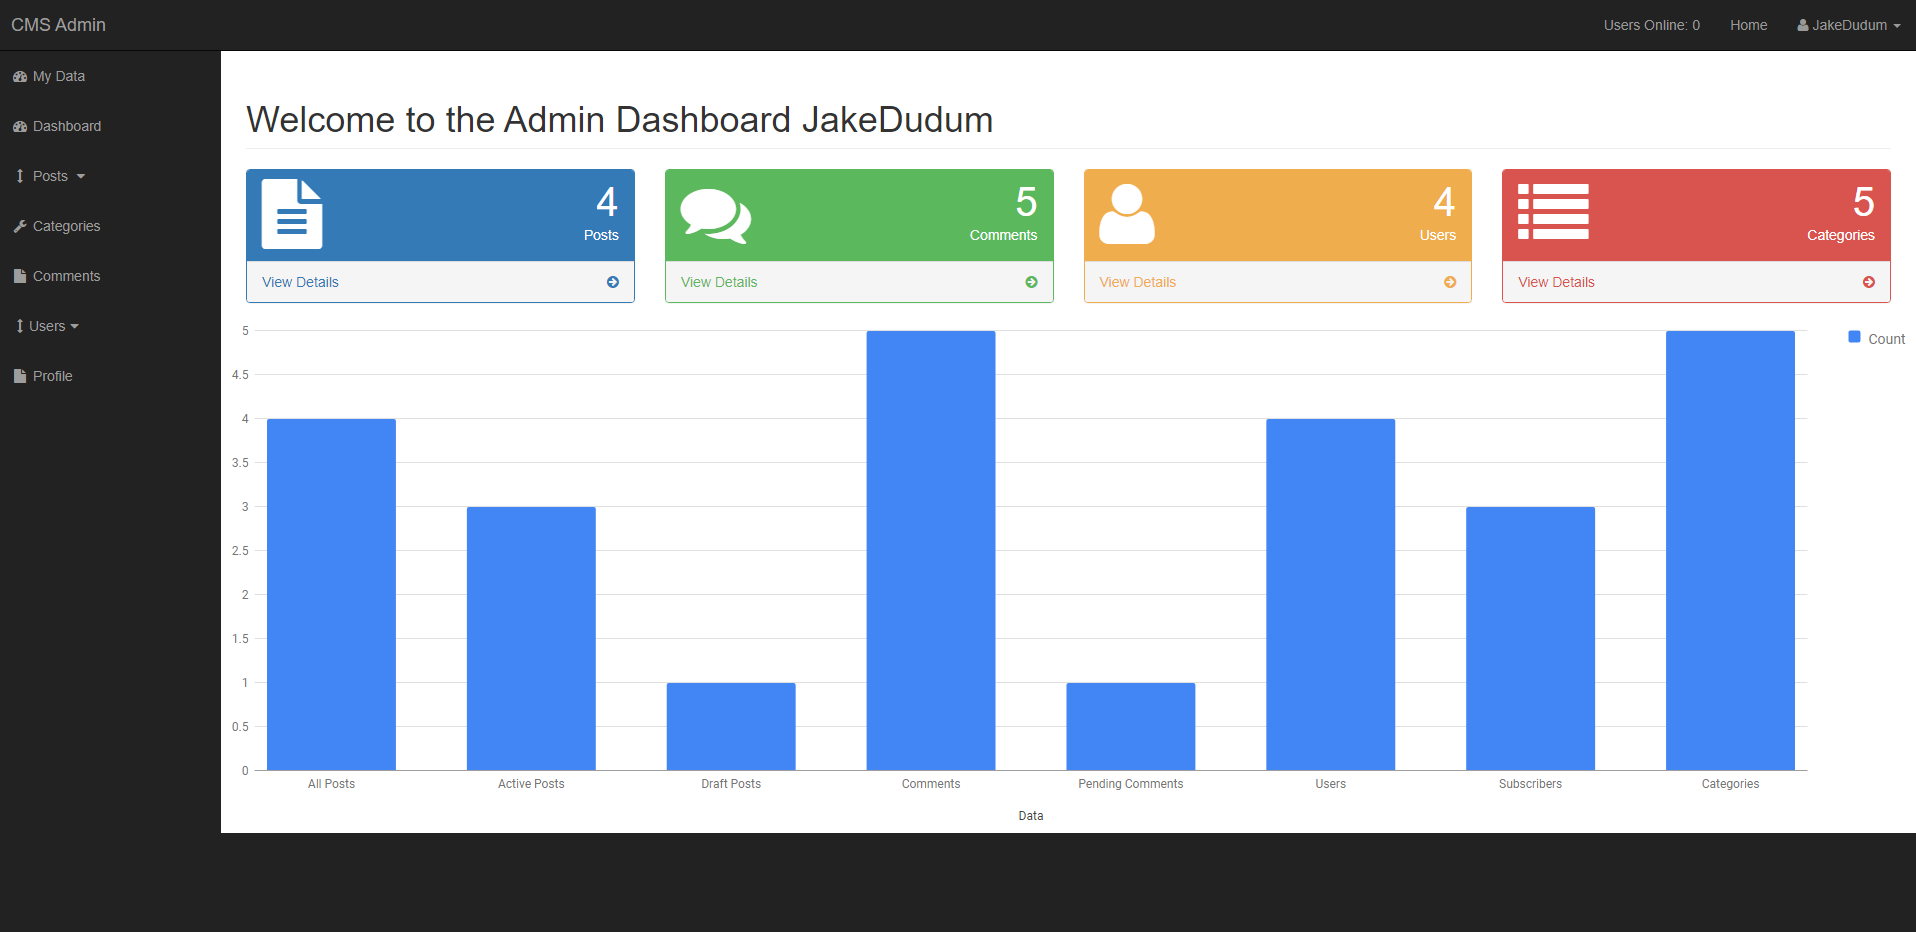 CMS Admin
Users Online: 0 Home JakeDudum
My Data
Dashboard
Posts
Categories
Comments
Users
Profile
Welcome to the Admin Dashboard JakeDudum
4
Posts
View Details
5
Comments
View Details
4
Users
View Details
5
Categories
View Details
5
4.5
4
3.5
3
2.5
2
1.5
1
0.5
0
Count
All Posts Active Posts Draft Posts Comments Pending Comments Users Subscribers Categories
Data